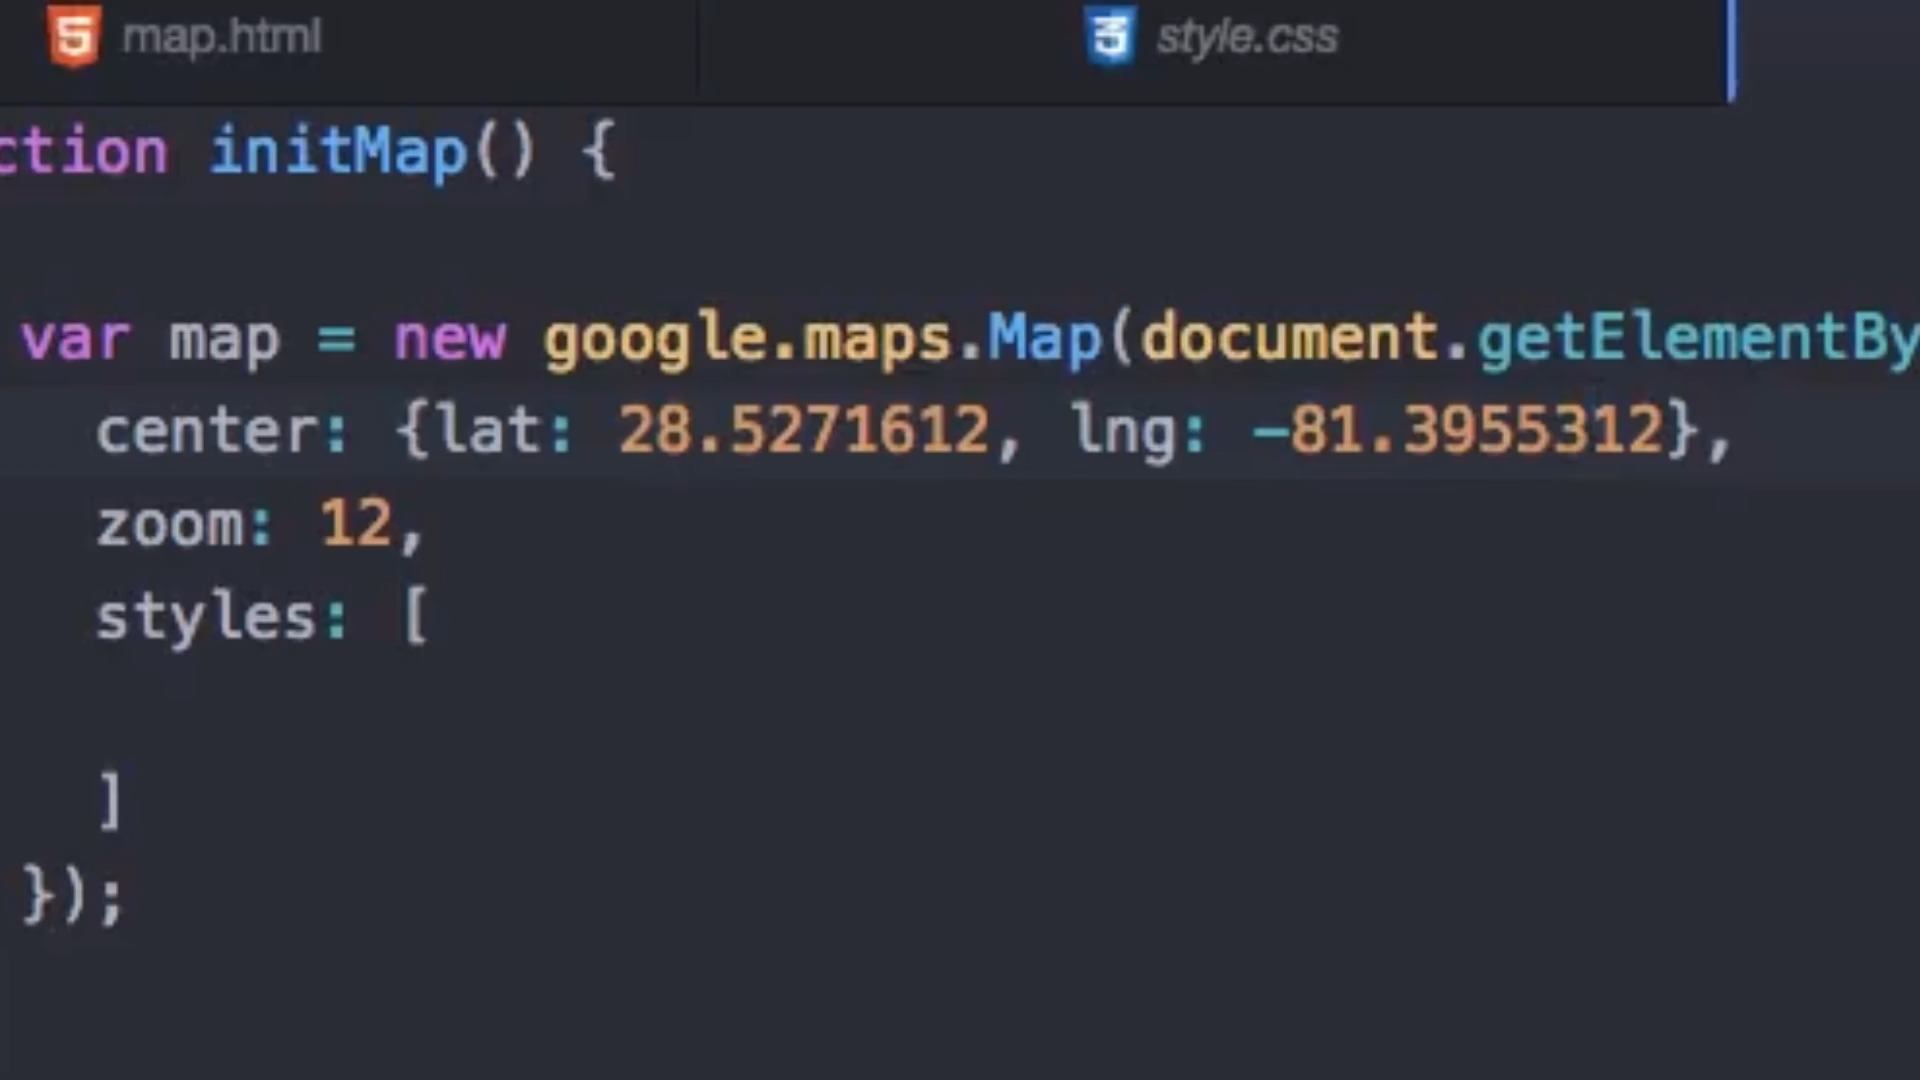 map.html
style.css
ction initMap() {
var map = new google.maps.Map(document.getElementBy
center: {lat: 28.5271612, lng: -81.3955312},
zoom: 12,
styles: [
]
});